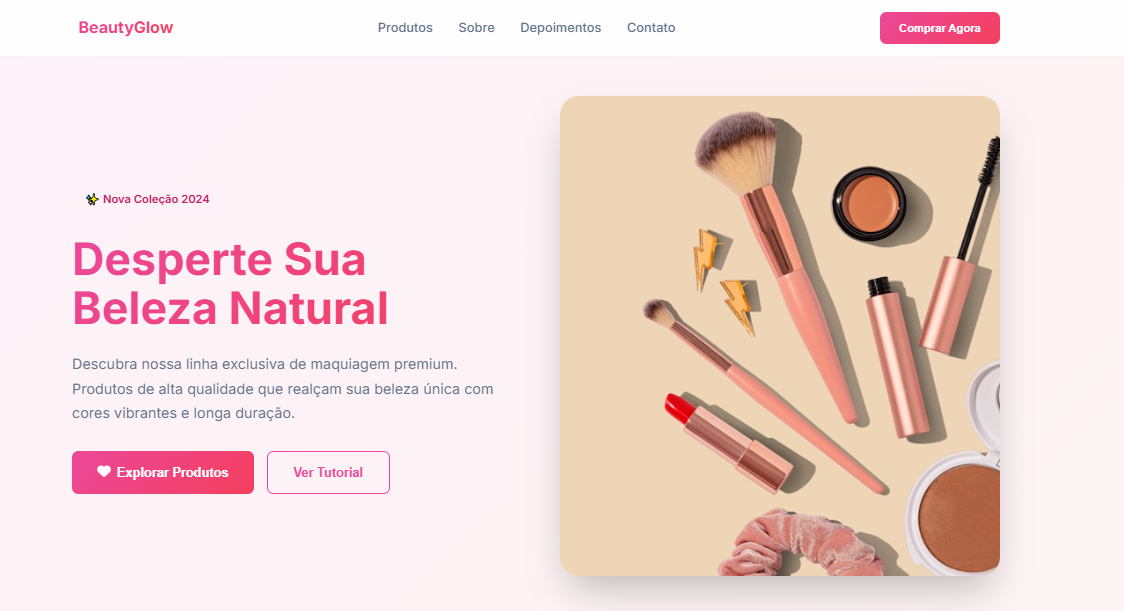 BeautyGlow
Produtos
Sobre
Depoimentos
Contato
Comprar Agora
✨ Nova Coleção 2024
Desperte Sua
Beleza Natural
Descubra nossa linha exclusiva de maquiagem premium.
Produtos de alta qualidade que realçam sua beleza única com
cores vibrantes e longa duração.
Explorar Produtos
Ver Tutorial